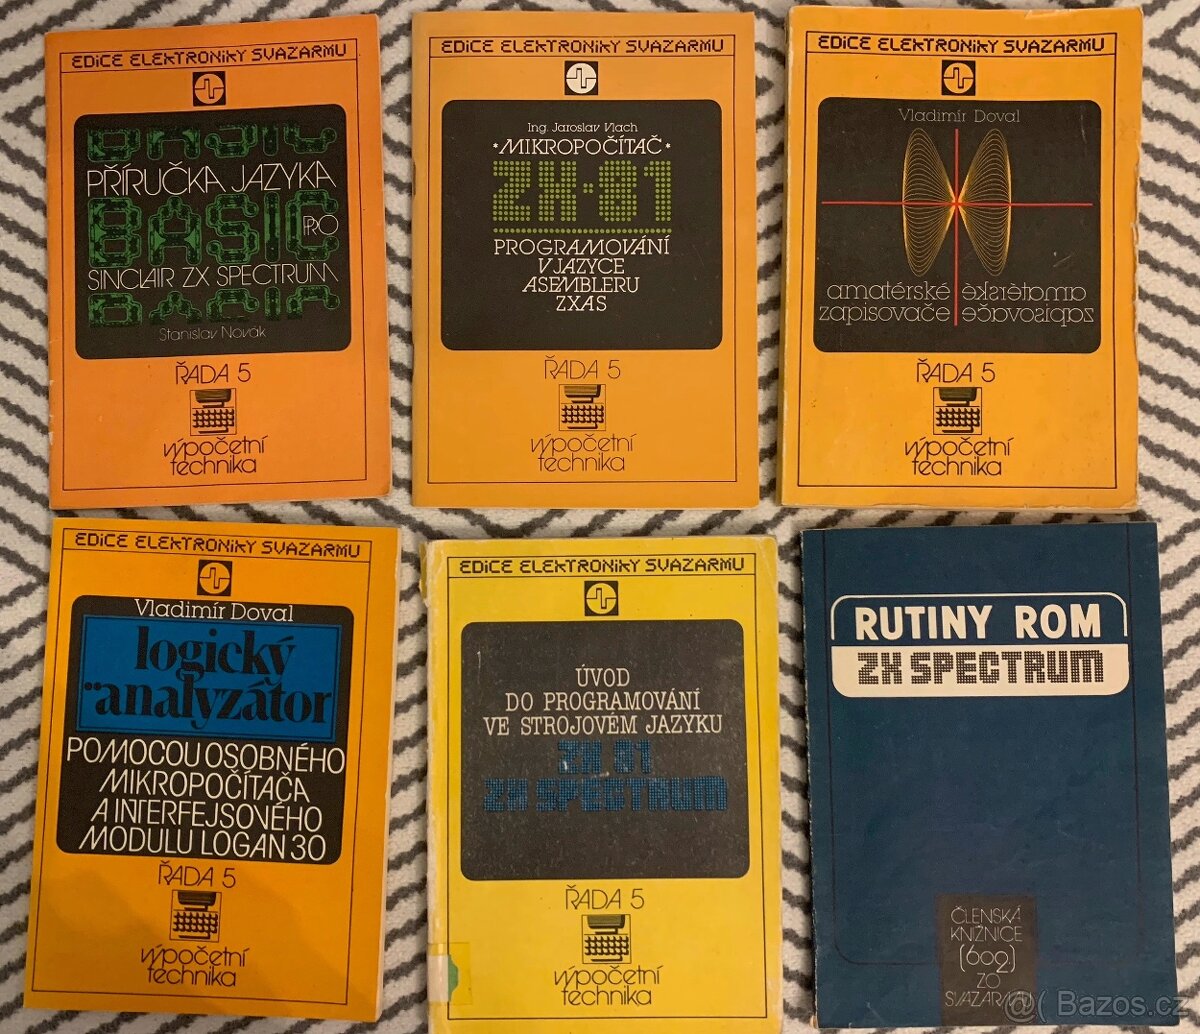 EDICE ELEKTRONIKY SVAZARMU
PŘÍRUČKA JAZYKA
BASIC
PRO
SINCLAIR ZX SPECTRUM
Stanislav Novák
ŘADA 5
výpočetní
technika
EDICE ELEKTRONIKY SVAZARMU
Ing. Jaroslav Vlach
*MIKROPOČÍTAČ*
ZX-81
PROGRAMOVÁNÍ
V JAZYCE
ASEMBLERU
ZXAS
ŘADA 5
výpočetní
technika
EDICE ELEKTRONIKY SVAZARMU
Vladimír Doval
amatérské amatérské
zapisovače zapisovače
ŘADA 5
výpočetní
technika
EDICE ELEKTRONIKY SVAZARMU
Vladimír Doval
logický
analyzátor
POMOCOU OSOBNÉHO
MIKROPOČÍTAČA
A INTERFEJSOVÉHO
MODULU LOGAN 30
ŘADA 5
výpočetní
technika
EDICE ELEKTRONIKY SVAZARMU
ÚVOD
DO PROGRAMOVÁNÍ
VE STROJOVÉM JAZYKU
ZX 81
ZX SPECTRUM
ŘADA 5
výpočetní
technika
RUTINY ROM
ZX SPECTRUM
ČLENSKÁ
KNIŽNICE
(602)
ZO
SVAZARMU
Bazos.cz